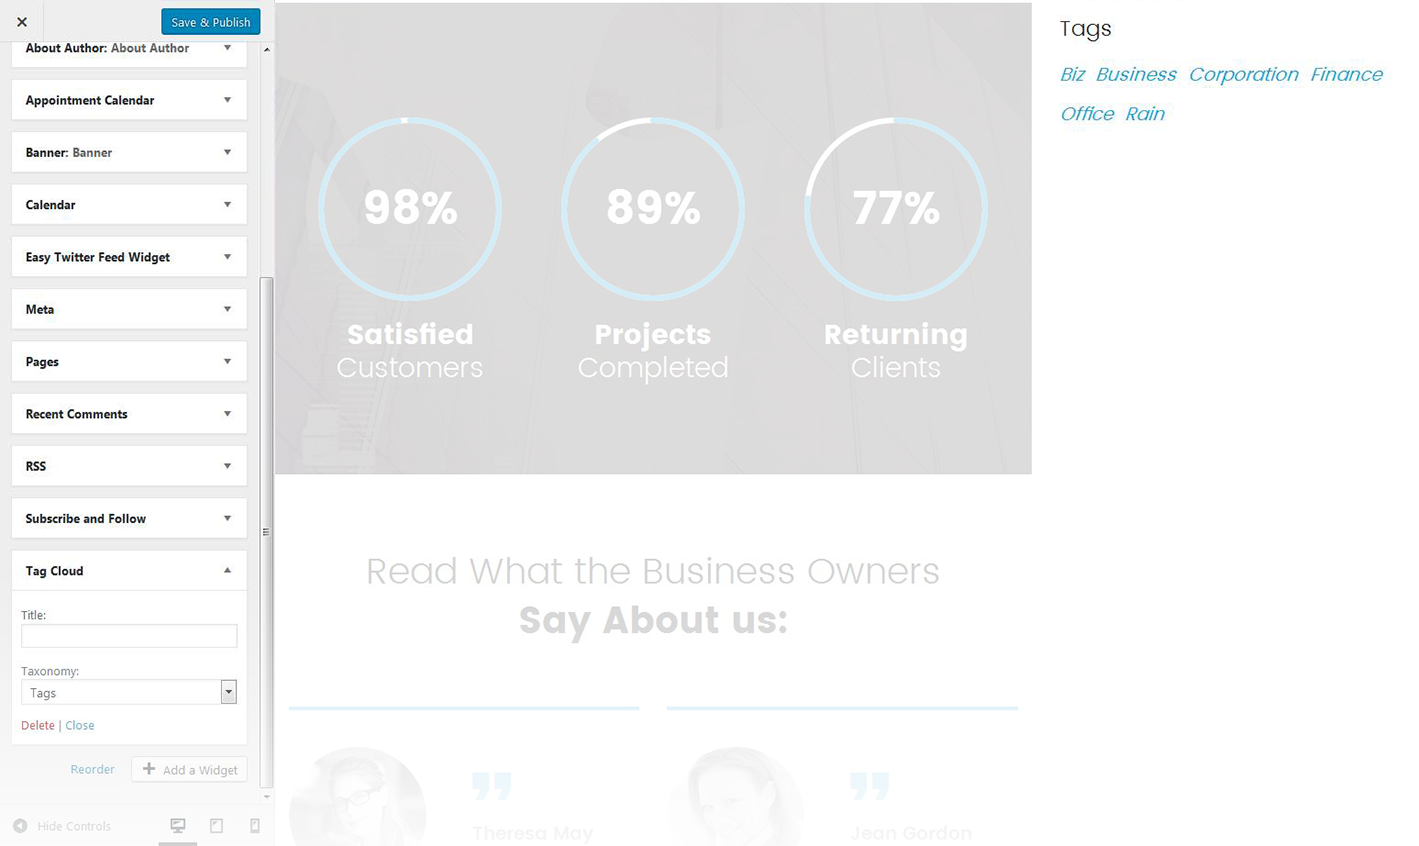 Save & Publish
About Author: About Author
Appointment Calendar
Banner: Banner
Calendar
Easy Twitter Feed Widget
Meta
Pages
Recent Comments
RSS
Subscribe and Follow
Tag Cloud
Title:
Taxonomy:
Tags
Delete | Close
Reorder
Add a Widget
Hide Controls
98%
Satisfied
Customers
89%
Projects
Completed
77%
Returning
Clients
Read What the Business Owners
Say About us:
Theresa May
Jean Gordon
Tags
Biz Business Corporation Finance
Office Rain